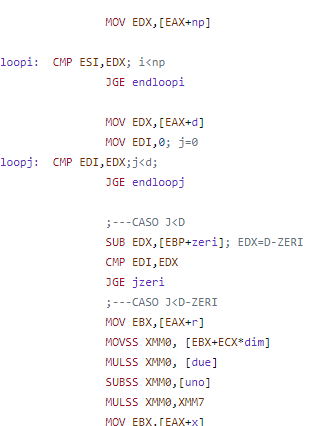 MOV EDX,[EAX+np]
loopi: CMP ESI,EDX; i<np
JGE endloopi
MOV EDX,[EAX+d]
MOV EDI,0; j=0
loopj: CMP EDI,EDX;j<d;
JGE endloopj
;---CASO J<D
SUB EDX,[EBP+zeri]; EDX=D-ZERI
CMP EDI,EDX
JGE jzeri
;---CASO J<D-ZERI
MOV EBX,[EAX+r]
MOVSS XMM0, [EBX+ECX*dim]
MULSS XMM0, [due]
SUBSS XMM0,[uno]
MULSS XMM0,XMM7
MOV EBX,[EAX+x]